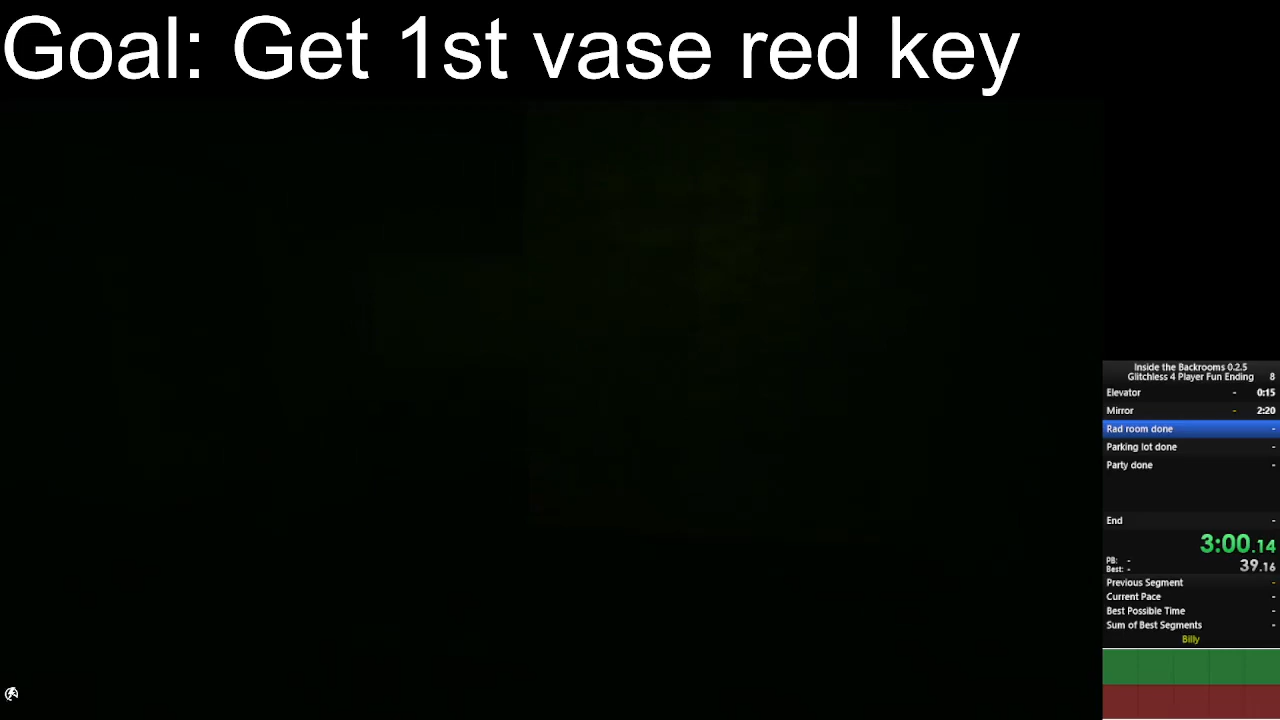 Goal: Get 1st vase red key
Inside the Backrooms 0.2.5
Glitchless 4 Player Fun Ending 8
Elevator - 0:15
Mirror - 2:20
Rad room done -
Parking lot done -
Party done -
End -
3:00.14
PB: - 39.16
Best: -
Previous Segment -
Current Pace -
Best Possible Time -
Sum of Best Segments -
Billy